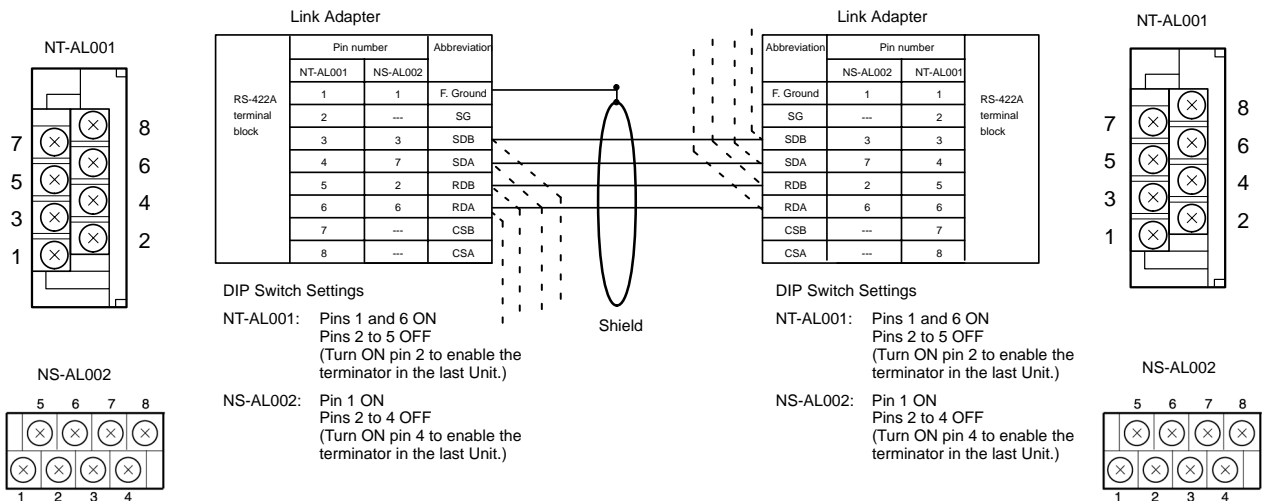 NT-AL001
8
7
6
5
4
3
2
1
NS-AL002
5 6 7 8
1 2 3 4
Link Adapter
RS-422A terminal block
Pin number Abbreviation
NT-AL001 NS-AL002
1 1 F. Ground
2 --- SG
3 3 SDB
4 7 SDA
5 2 RDB
6 6 RDA
7 --- CSB
8 --- CSA
DIP Switch Settings
NT-AL001: Pins 1 and 6 ON
Pins 2 to 5 OFF
(Turn ON pin 2 to enable the
terminator in the last Unit.)
NS-AL002: Pin 1 ON
Pins 2 to 4 OFF
(Turn ON pin 4 to enable the
terminator in the last Unit.)
Shield
Link Adapter
Abbreviation Pin number
NS-AL002 NT-AL001
F. Ground 1 1
SG --- 2
SDB 3 3
SDA 7 4
RDB 2 5
RDA 6 6
CSB --- 7
CSA --- 8
RS-422A
terminal
block
DIP Switch Settings
NT-AL001: Pins 1 and 6 ON
Pins 2 to 5 OFF
(Turn ON pin 2 to enable the
terminator in the last Unit.)
NS-AL002: Pin 1 ON
Pins 2 to 4 OFF
(Turn ON pin 4 to enable the
terminator in the last Unit.)
NT-AL001
8
7
6
5
4
3
2
1
NS-AL002
5 6 7 8
1 2 3 4